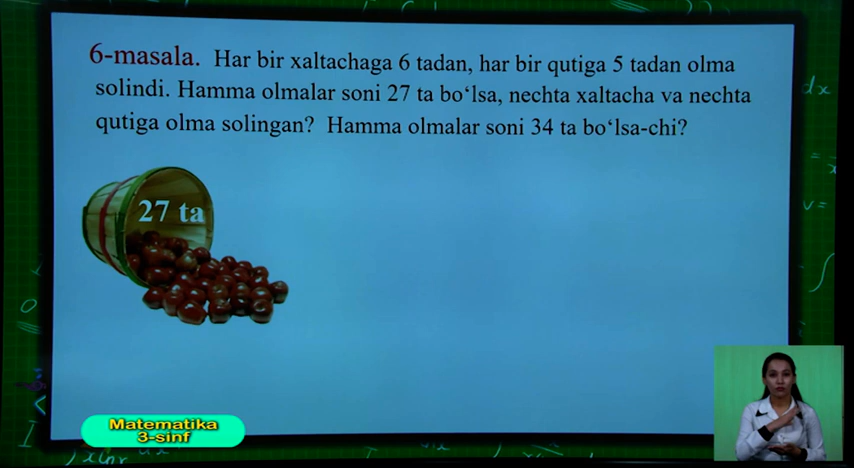 6-masala. Har bir xaltachaga 6 tadan, har bir qutiga 5 tadan olma
solindi. Hamma olmalar soni 27 ta bo‘lsa, nechta xaltacha va nechta
qutiga olma solingan? Hamma olmalar soni 34 ta bo‘lsa-chi?
27 ta
Matematika
3-sinf
dx
v=